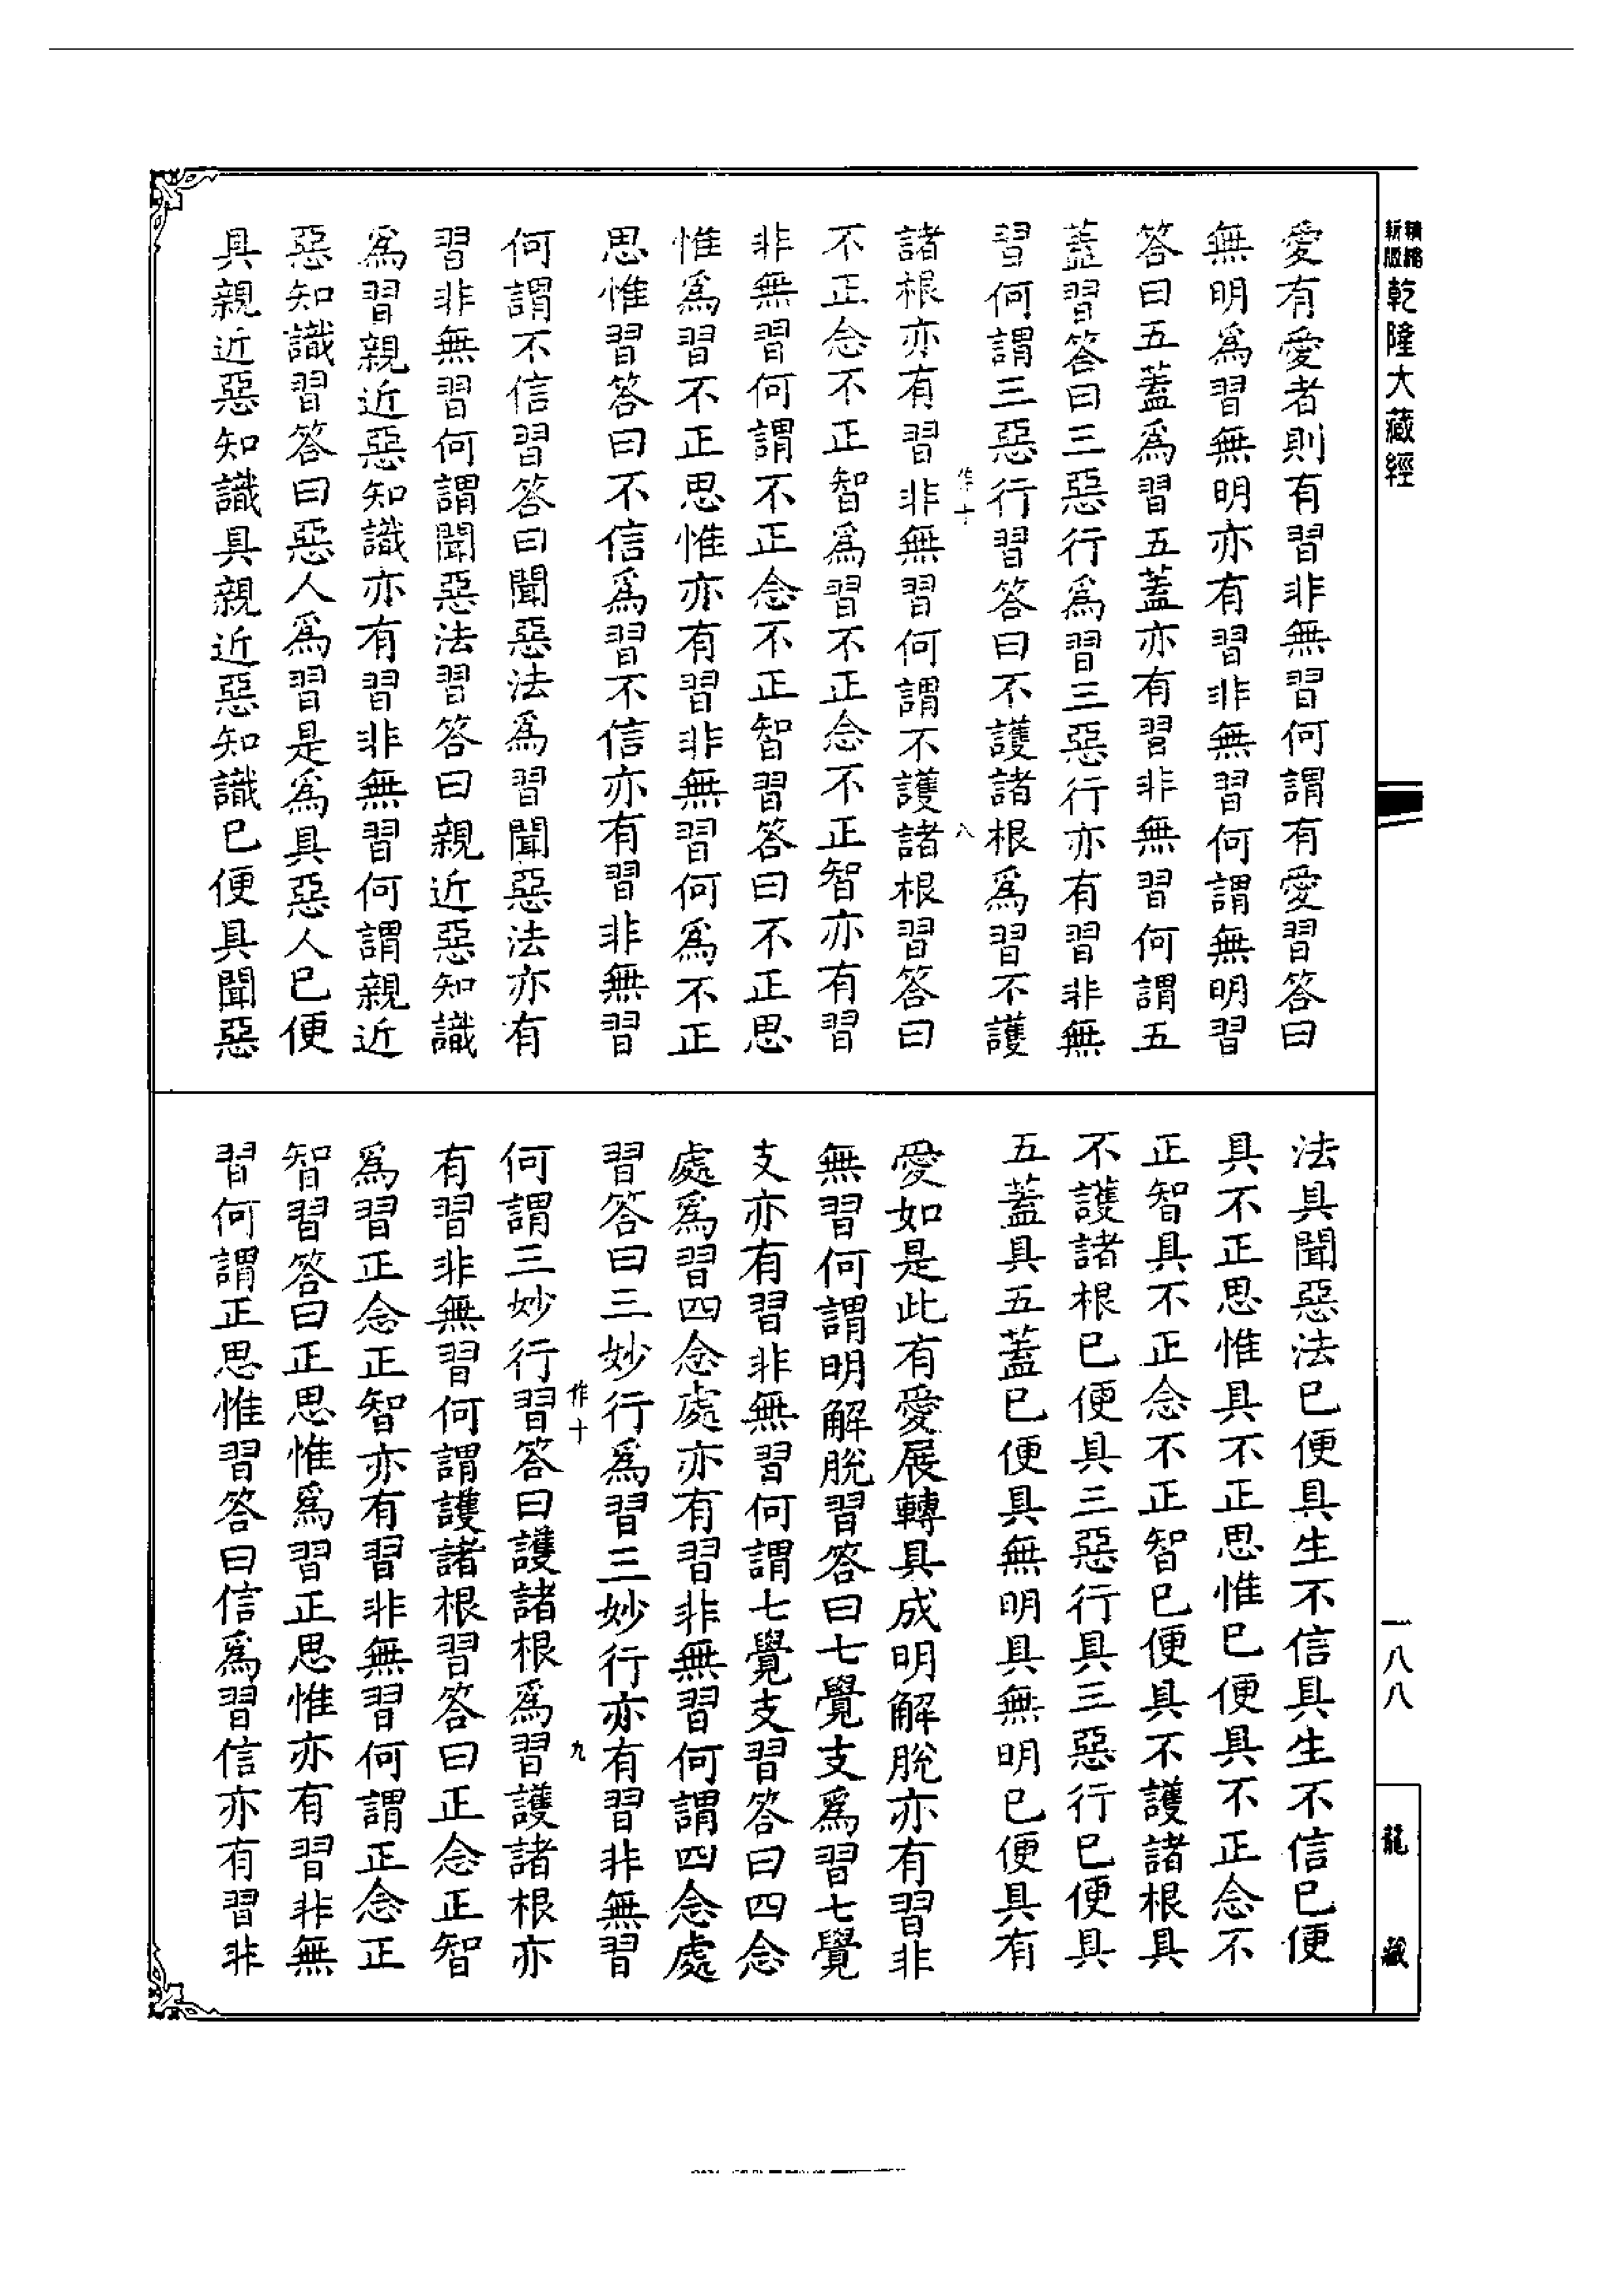 新版精縮
乾隆大藏經
一八八
龍藏
愛有愛者則有習非無習何謂有愛習答曰
無明爲習無明亦有習非無習何謂無明習
答曰五蓋爲習五蓋亦有習非無習何謂五
蓋習答曰三惡行爲習三惡行亦有習非無
習何謂三惡行習答曰不護諸根爲習不護
作十
八
諸根亦有習非無習何謂不護諸根習答曰
不正念不正智爲習不正念不正智亦有習
非無習何謂不正念不正智習答曰不正思
惟爲習不正思惟亦有習非無習何爲不正
思惟習答曰不信爲習不信亦有習非無習
何謂不信習答曰聞惡法爲習聞惡法亦有
習非無習何謂聞惡法習答曰親近惡知識
爲習親近惡知識亦有習非無習何謂親近
惡知識習答曰惡人爲習是爲具惡人已便
具親近惡知識具親近惡知識已便具聞惡
法具聞惡法已便具生不信具生不信已便
具不正思惟具不正思惟已便具不正念不
正智具不正念不正智已便具不護諸根具
不護諸根已便具三惡行具三惡行已便具
五蓋具五蓋已便具無明具無明已便具有
愛如是此有愛展轉具成明解脫亦有習非
無習何謂明解脫習答曰七覺支爲習七覺
支亦有習非無習何謂七覺支習答曰四念
處爲習四念處亦有習非無習何謂四念處
習答曰三妙行爲習三妙行亦有習非無習
作十
九
何謂三妙行習答曰護諸根爲習護諸根亦
有習非無習何謂護諸根習答曰正念正智
爲習正念正智亦有習非無習何謂正念正
智習答曰正思惟爲習正思惟亦有習非無
習何謂正思惟習答曰信爲習信亦有習非